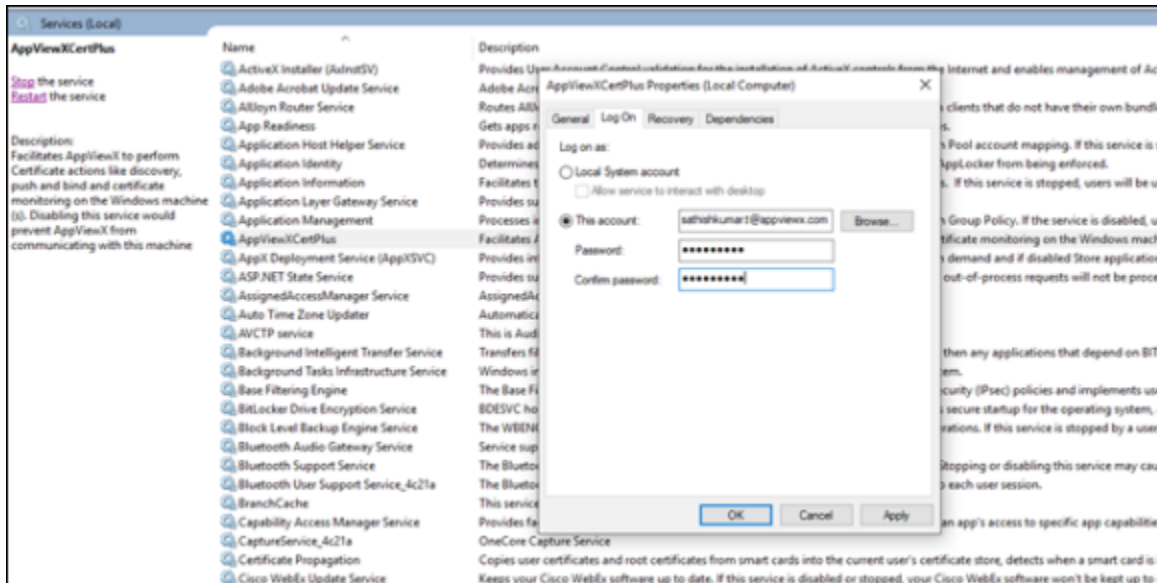 Services (Local)
AppViewXCertPlus
Stop the service
Restart the service
Description:
Facilitates AppViewX to perform
Certificate actions like discovery,
push and bind and certificate
monitoring on the Windows machine
(s). Disabling this service would
prevent AppViewX from
communicating with this machine
Name Description
ActiveX Installer (AxInstSV) Provides User Account Control validation for the installation of ActiveX controls from the Internet and enables management of Ac
Adobe Acrobat Update Service Adobe Acro
AllJoyn Router Service Routes AllJo clients that do not have their own bundl
App Readiness Gets apps r s.
Application Host Helper Service Provides ad n Pool account mapping. If this service is
Application Identity Determines AppLocker from being enforced.
Application Information Facilitates t s. If this service is stopped, users will be u
Application Layer Gateway Service Provides su
Application Management Processes in h Group Policy. If the service is disabled, u
AppViewXCertPlus Facilitates A tificate monitoring on the Windows mach
AppX Deployment Service (AppXSVC) Provides inf demand and if disabled Store application
ASP.NET State Service Provides su out-of-process requests will not be proce
AssignedAccessManager Service AssignedAc
Auto Time Zone Updater Automatica
AVCTP service This is Aud
Background Intelligent Transfer Service Transfers fil then any applications that depend on BIT
Background Tasks Infrastructure Service Windows in em.
Base Filtering Engine The Base Fi curity (IPsec) policies and implements use
BitLocker Drive Encryption Service BDESVC ho secure startup for the operating system,
Block Level Backup Engine Service The WBENG rations. If this service is stopped by a user
Bluetooth Audio Gateway Service Service sup
Bluetooth Support Service The Bluetoo Stopping or disabling this service may cau
Bluetooth User Support Service_4c21a The Bluetoo each user session.
BranchCache This service
Capability Access Manager Service Provides fa an app's access to specific app capabilitie
CaptureService_4c21a OneCore Capture Service
Certificate Propagation Copies user certificates and root certificates from smart cards into the current user's certificate store, detects when a smart card is
Cisco WebEx Update Service Keeps your Cisco WebEx software up to date. If this service is disabled or stopped, your Cisco WebEx software won't be kept up to
AppViewXCertPlus Properties (Local Computer)
General Log On Recovery Dependencies
Log on as:
Local System account
Allow service to interact with desktop
This account: sathishkumar.t@appviewx.com Browse...
Password: •••••••••
Confirm password: •••••••••
OK Cancel Apply